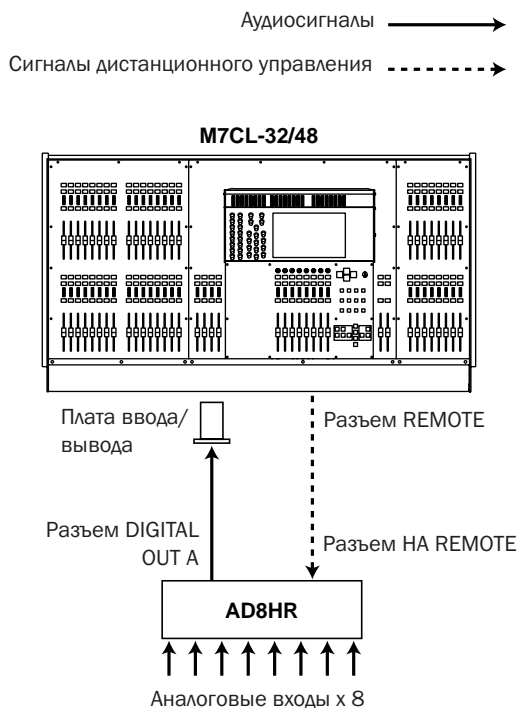 Аудиосигналы
Сигналы дистанционного управления
M7CL-32/48
Плата ввода/
вывода
Разъем REMOTE
Разъем DIGITAL
OUT A
Разъем HA REMOTE
AD8HR
Аналоговые входы x 8